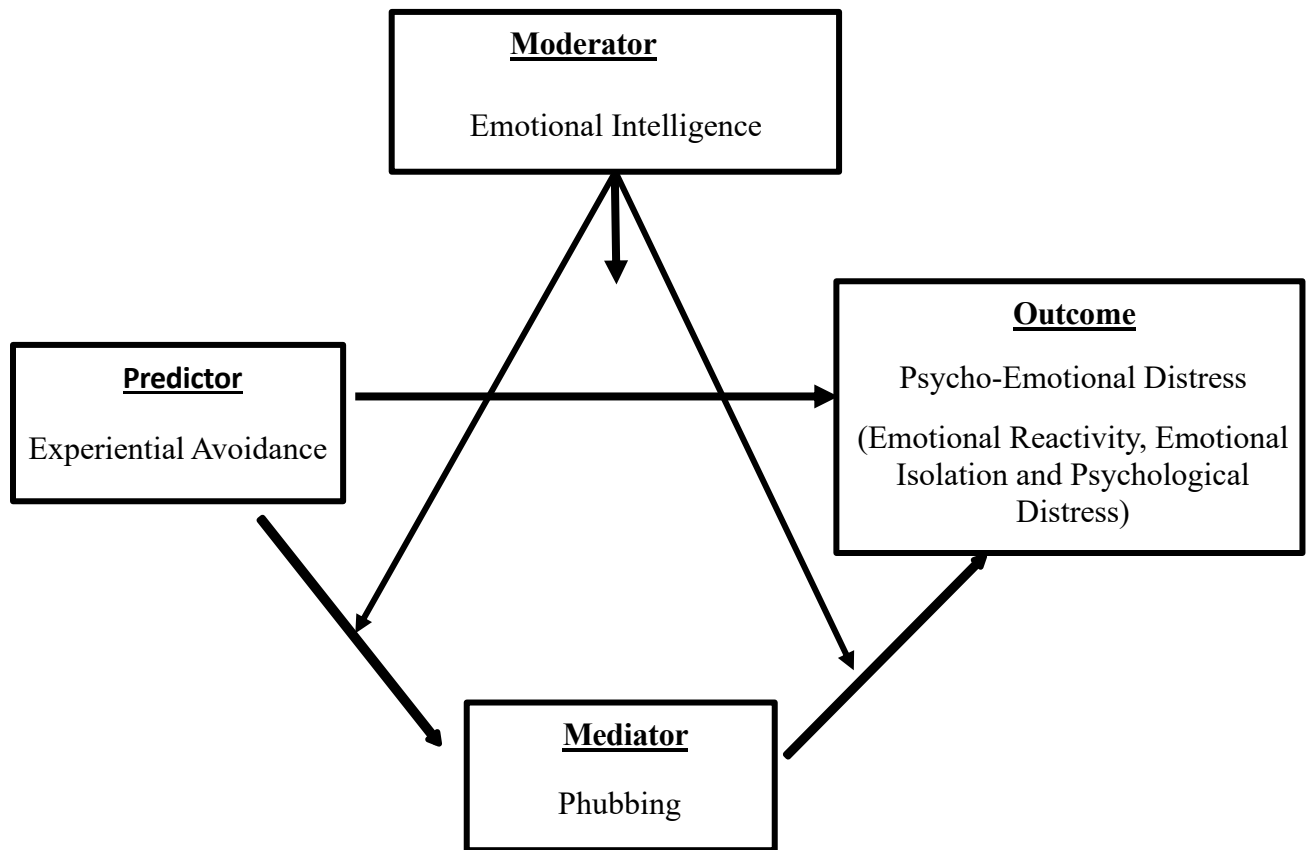 Moderator
Emotional Intelligence
Outcome
Psycho-Emotional Distress
(Emotional Reactivity, Emotional
Isolation and Psychological
Distress)
Predictor
Experiential Avoidance
Mediator
Phubbing